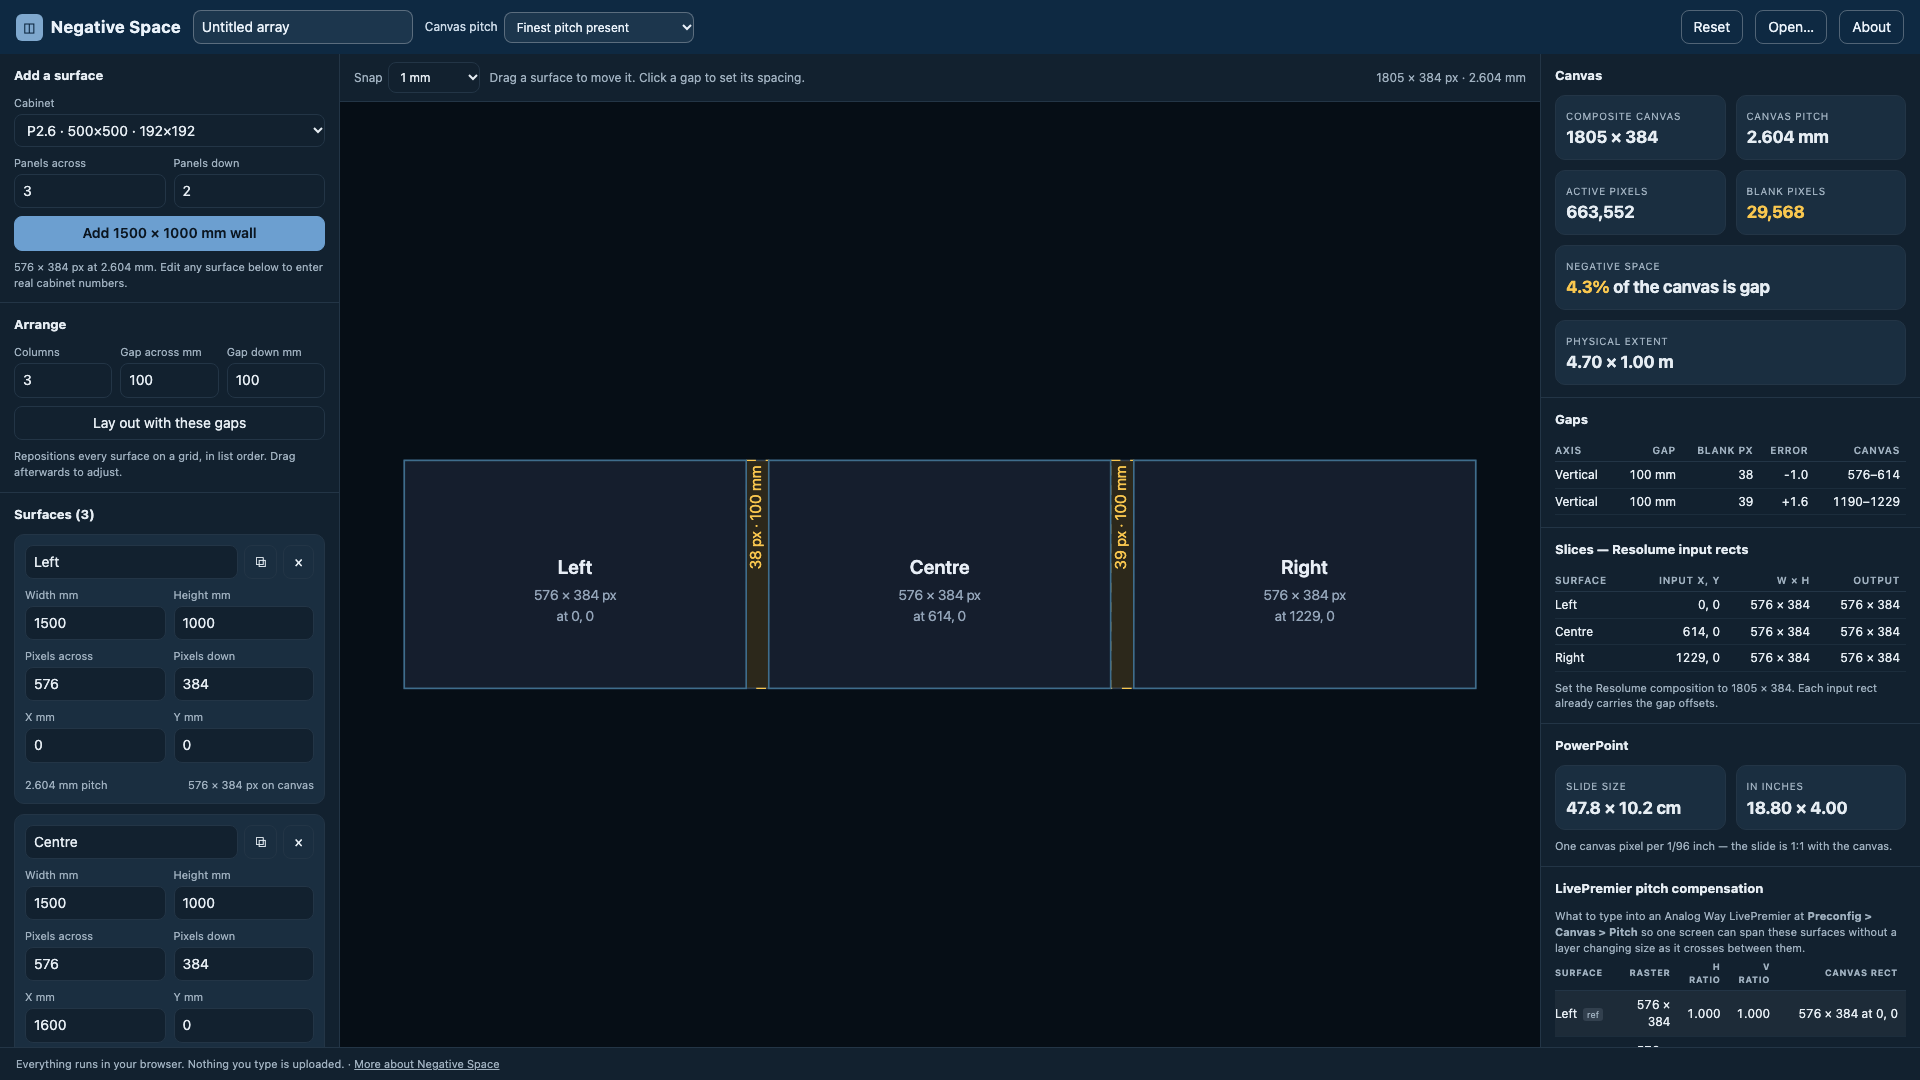 Negative Space
Untitled array
Canvas pitch
Finest pitch present
Reset
Open...
About
Add a surface
Cabinet
P2.6 · 500×500 · 192×192
Panels across
Panels down
3
2
Add 1500 × 1000 mm wall
576 × 384 px at 2.604 mm. Edit any surface below to enter
real cabinet numbers.
Arrange
Columns
Gap across mm
Gap down mm
3
100
100
Lay out with these gaps
Repositions every surface on a grid, in list order. Drag
afterwards to adjust.
Surfaces (3)
Left
Width mm
Height mm
1500
1000
Pixels across
Pixels down
576
384
X mm
Y mm
0
0
2.604 mm pitch
576 × 384 px on canvas
Centre
Width mm
Height mm
1500
1000
Pixels across
Pixels down
576
384
X mm
Y mm
1600
0
Snap
1 mm
Drag a surface to move it. Click a gap to set its spacing.
1805 × 384 px · 2.604 mm
Left
576 × 384 px
at 0, 0
38 px · 100 mm
Centre
576 × 384 px
at 614, 0
39 px · 100 mm
Right
576 × 384 px
at 1229, 0
Canvas
COMPOSITE CANVAS
1805 × 384
CANVAS PITCH
2.604 mm
ACTIVE PIXELS
663,552
BLANK PIXELS
29,568
NEGATIVE SPACE
4.3% of the canvas is gap
PHYSICAL EXTENT
4.70 × 1.00 m
Gaps
AXIS GAP BLANK PX ERROR CANVAS
Vertical 100 mm 38 -1.0 576–614
Vertical 100 mm 39 +1.6 1190–1229
Slices — Resolume input rects
SURFACE INPUT X, Y W × H OUTPUT
Left 0, 0 576 × 384 576 × 384
Centre 614, 0 576 × 384 576 × 384
Right 1229, 0 576 × 384 576 × 384
Set the Resolume composition to 1805 × 384. Each input rect
already carries the gap offsets.
PowerPoint
SLIDE SIZE
47.8 × 10.2 cm
IN INCHES
18.80 × 4.00
One canvas pixel per 1/96 inch — the slide is 1:1 with the canvas.
LivePremier pitch compensation
What to type into an Analog Way LivePremier at Preconfig >
Canvas > Pitch so one screen can span these surfaces without a
layer changing size as it crosses between them.
SURFACE RASTER H RATIO V RATIO CANVAS RECT
Left ref 576 × 384 1.000 1.000 576 × 384 at 0, 0
Everything runs in your browser. Nothing you type is uploaded. · More about Negative Space